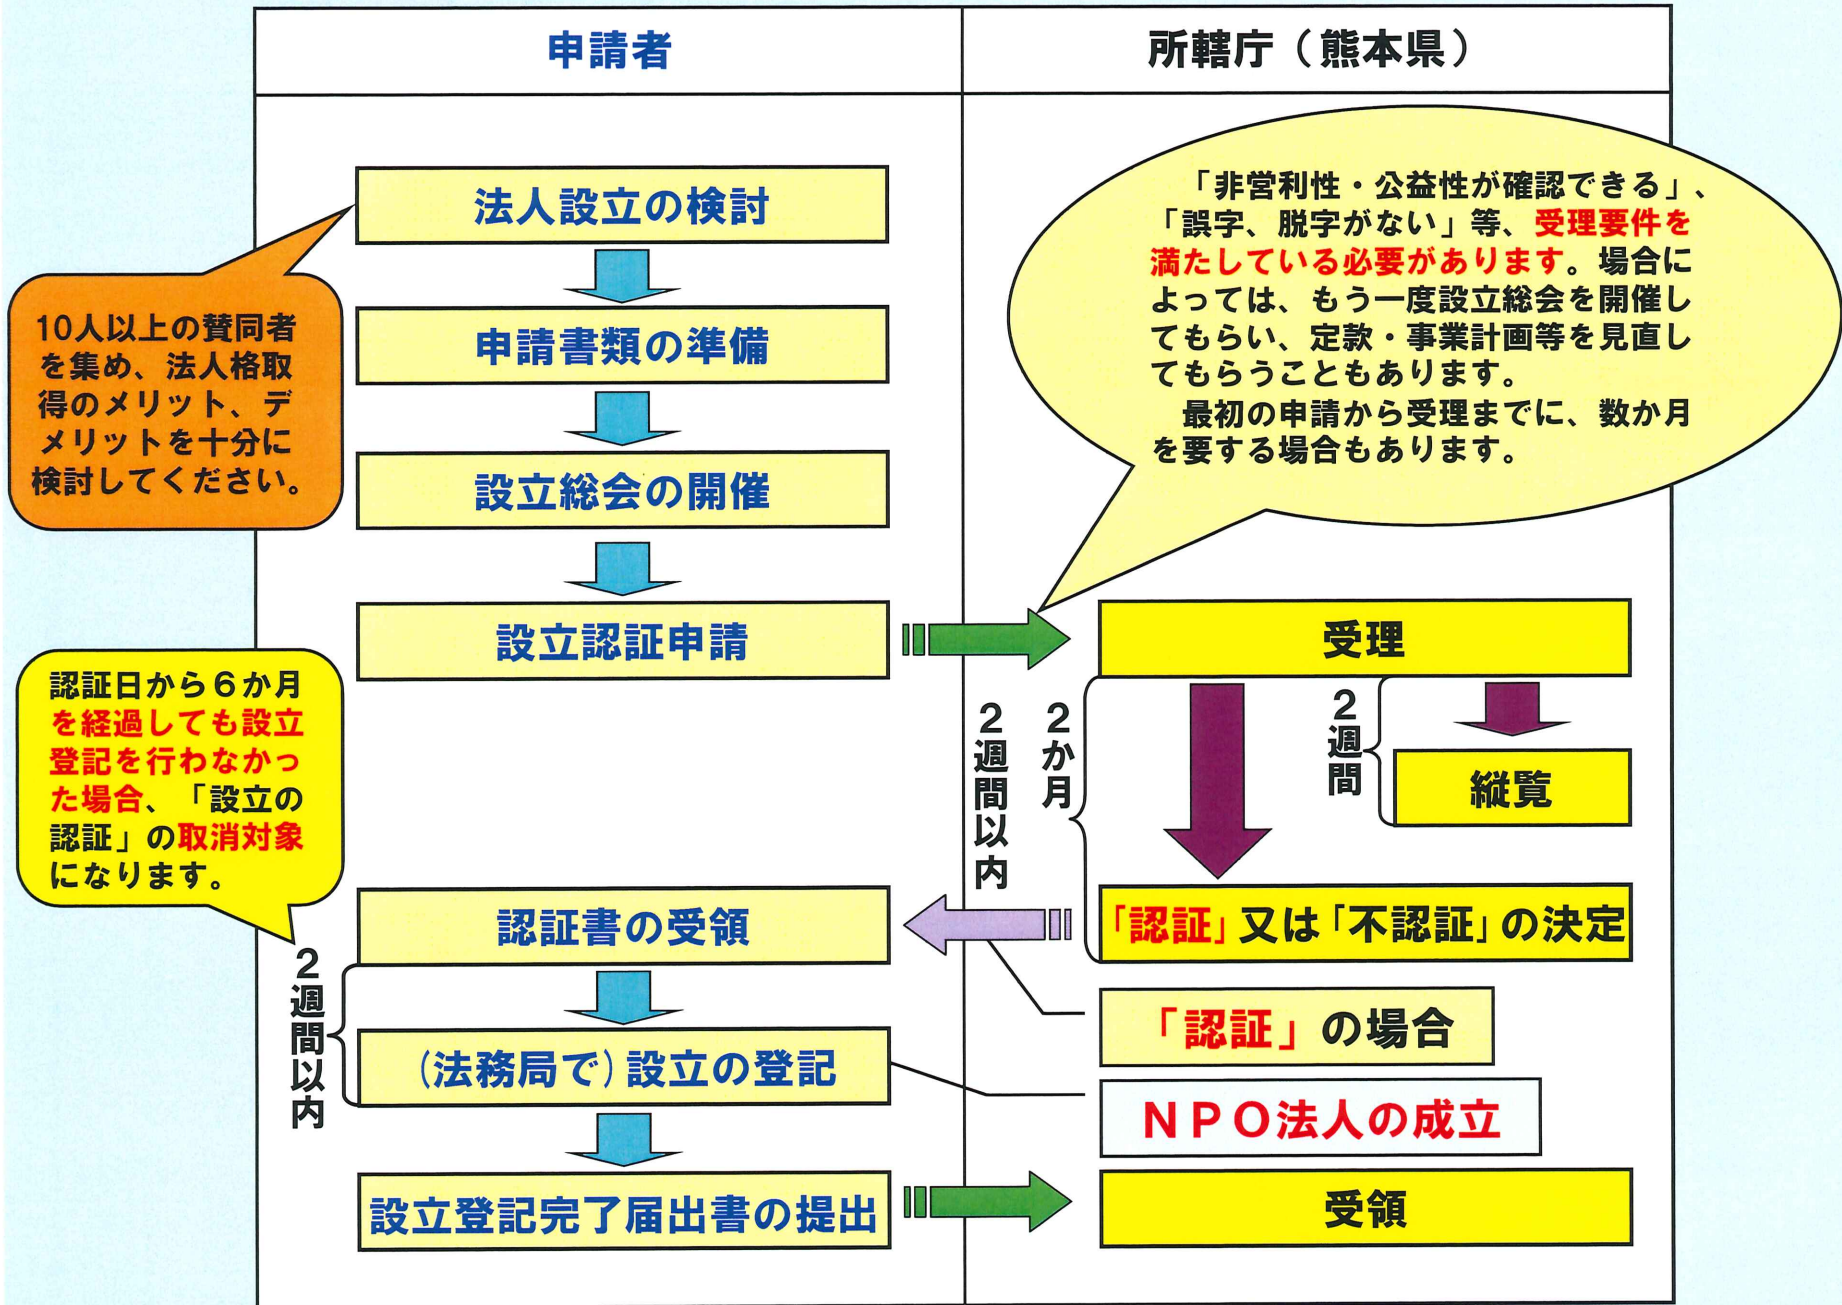 申請者
所轄庁（熊本県）
法人設立の検討
10人以上の賛同者
を集め、法人格取
得のメリット、デ
メリットを十分に
検討してください。
申請書類の準備
設立総会の開催
設立認証申請
「非営利性・公益性が確認できる」、
「誤字、脱字がない」等、受理要件を
満たしている必要があります。場合に
よっては、もう一度設立総会を開催し
てもらい、定款・事業計画等を見直し
てもらうこともあります。
最初の申請から受理までに、数か月
を要する場合もあります。
受理
2週間
縦覧
2か月
2週間以内
「認証」又は「不認証」の決定
認証日から６か月
を経過しても設立
登記を行わなかっ
た場合、「設立の
認証」の取消対象
になります。
認証書の受領
「認証」の場合
2週間以内
(法務局で)設立の登記
ＮＰＯ法人の成立
設立登記完了届出書の提出
受領